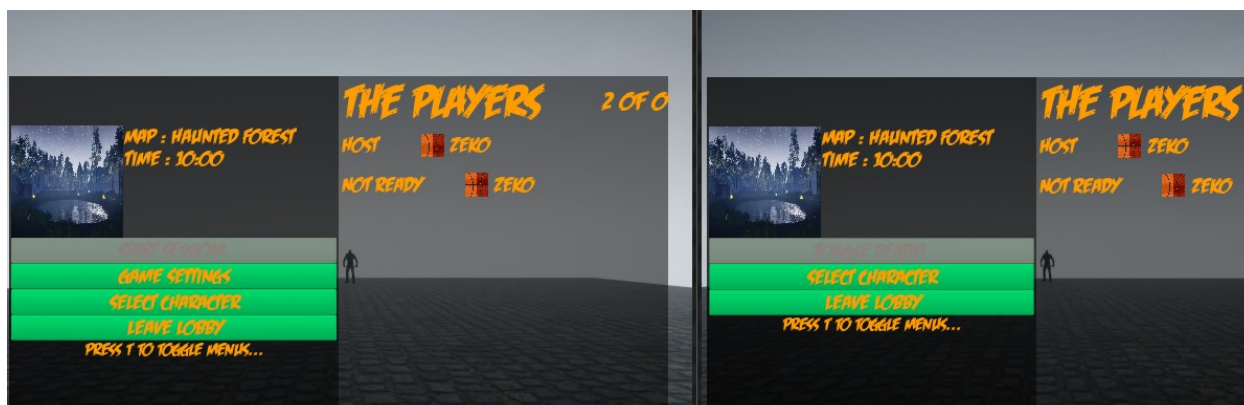 THE PLAYERS
2 OF 0
MAP : HAUNTED FOREST
TIME : 10:00
HOST ZEKO
NOT READY ZEKO
GAME SETTINGS
SELECT CHARACTER
LEAVE LOBBY
PRESS T TO TOGGLE MENUS...
THE PLAYERS
MAP : HAUNTED FOREST
TIME : 10:00
HOST ZEKO
NOT READY ZEKO
TOGGLE READY
SELECT CHARACTER
LEAVE LOBBY
PRESS T TO TOGGLE MENUS...